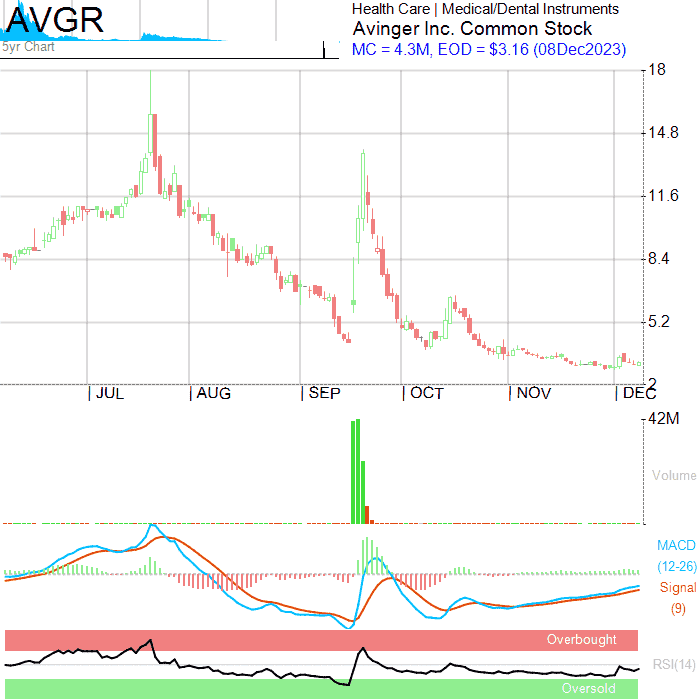 AVGR
5yr Chart
Health Care | Medical/Dental Instruments
Avinger Inc. Common Stock
MC = 4.3M, EOD = $3.16 (08Dec2023)
18
14.8
11.6
8.4
5.2
2
JUL AUG SEP OCT NOV DEC
42M
Volume
MACD
(12-26)
Signal
(9)
Overbought
RSI(14)
Oversold